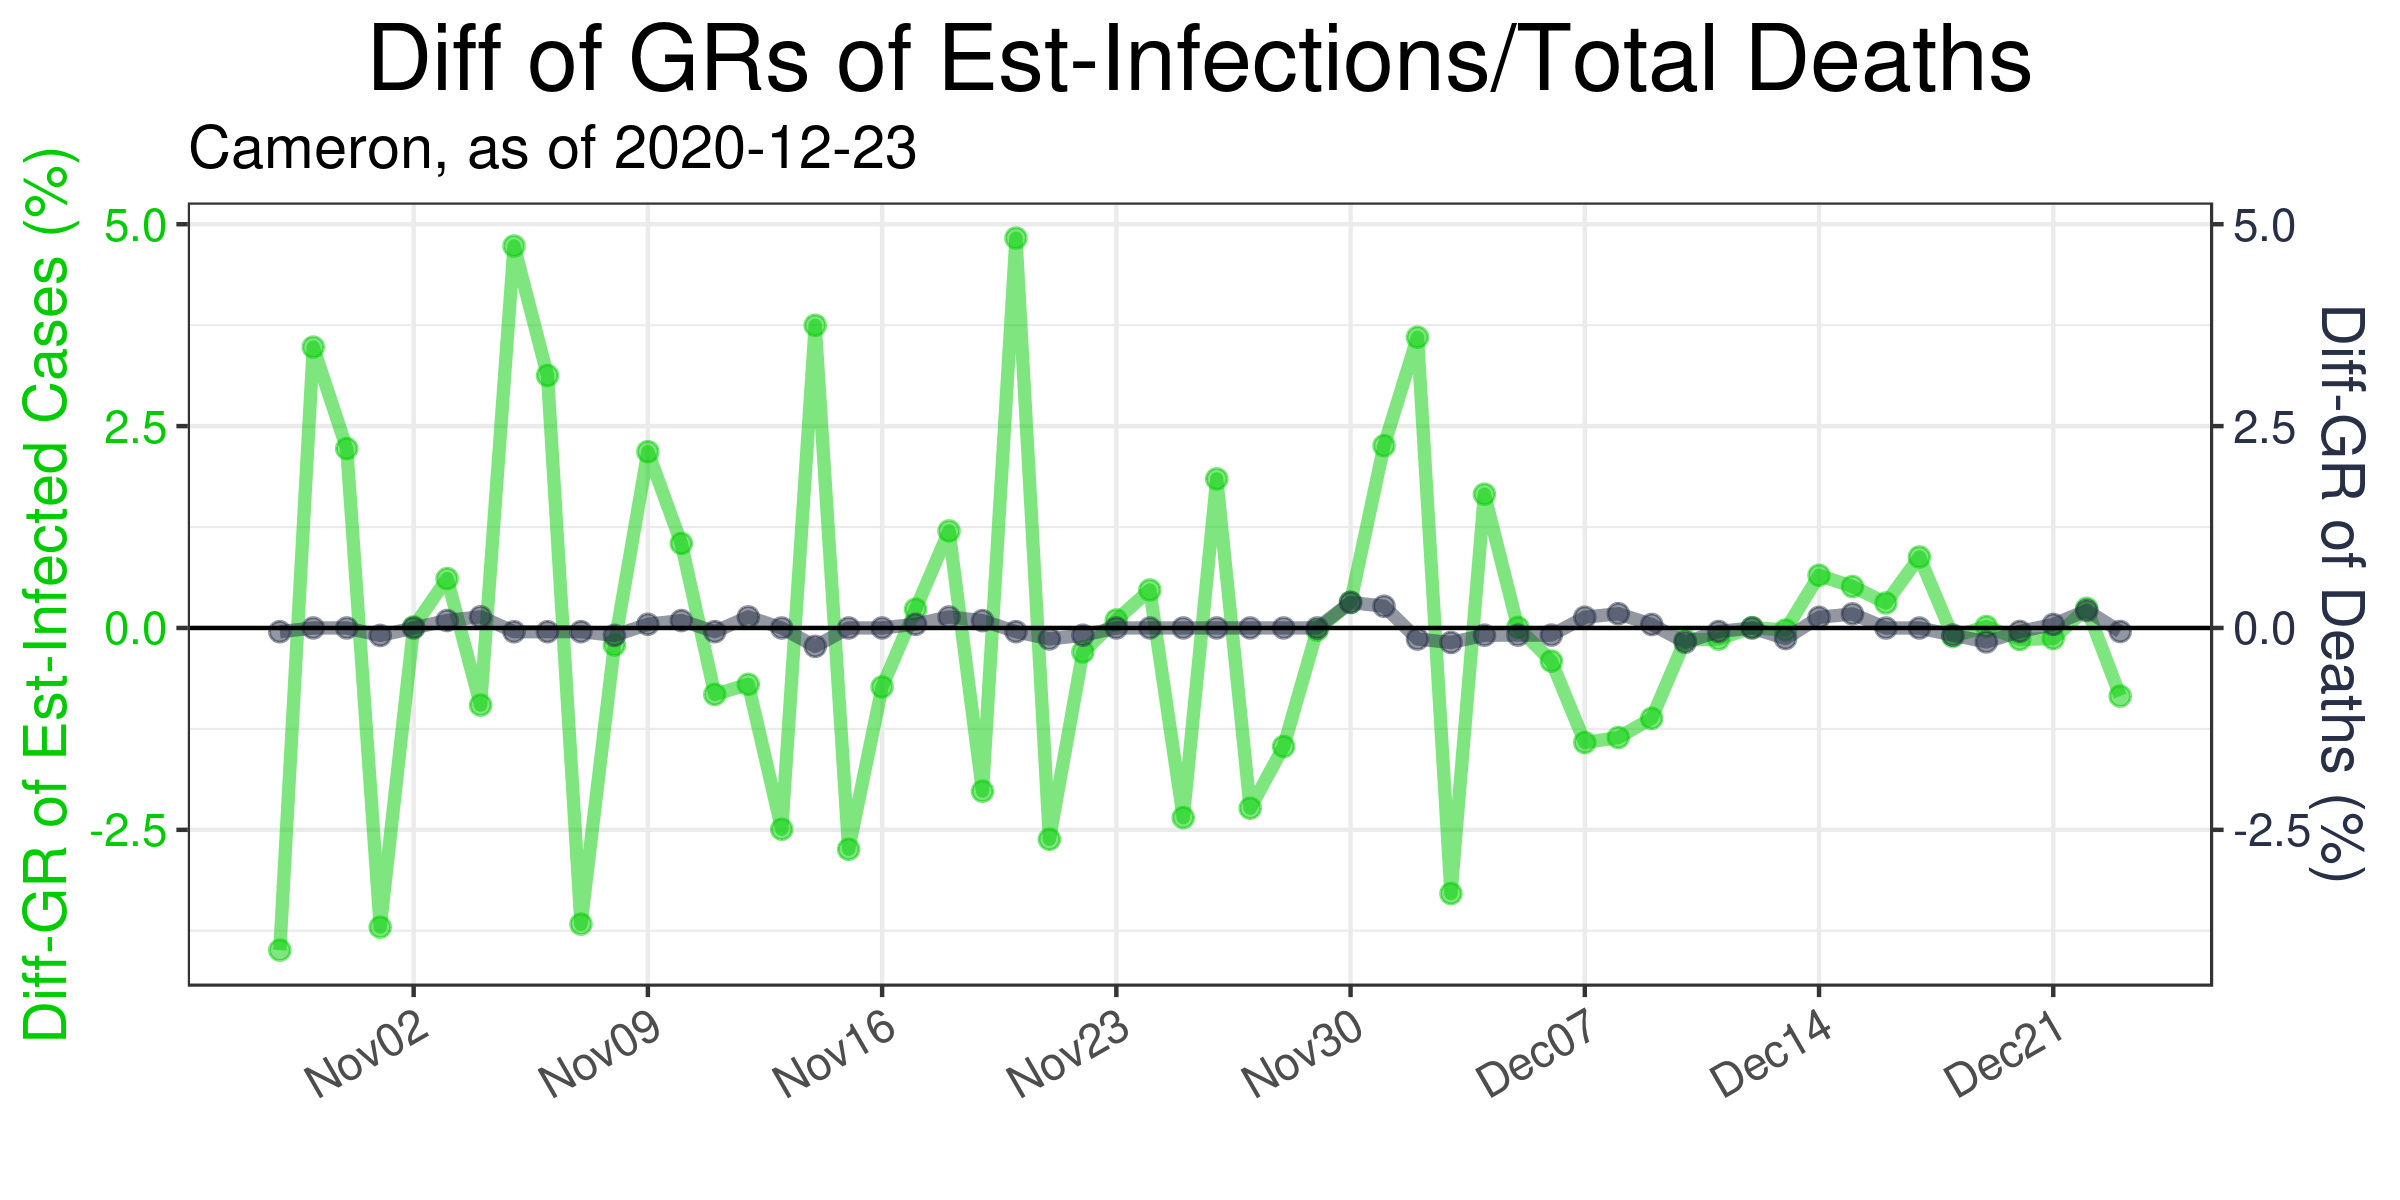 Diff of GRs of Est-Infections/Total Deaths
Cameron, as of 2020-12-23
Diff-GR of Est-Infected Cases (%)
5.0
2.5
0.0
-2.5
5.0
2.5
0.0
-2.5
Diff-GR of Deaths (%)
Nov02
Nov09
Nov16
Nov23
Nov30
Dec07
Dec14
Dec21